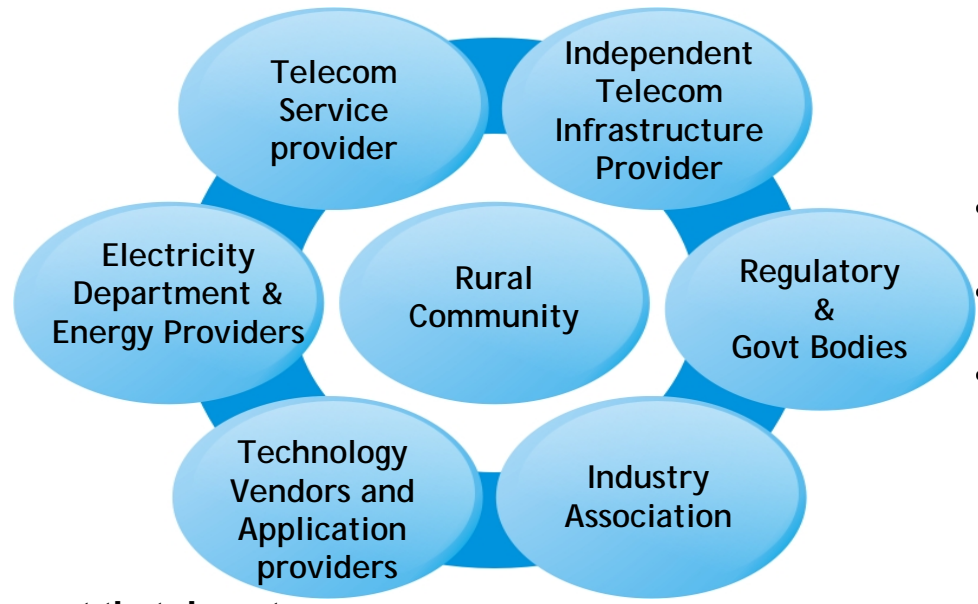 Telecom
Service
provider
Independent
Telecom
Infrastructure
Provider
Electricity
Department &
Energy Providers
Rural
Community
Regulatory
&
Govt Bodies
Technology
Vendors and
Application
providers
Industry
Association